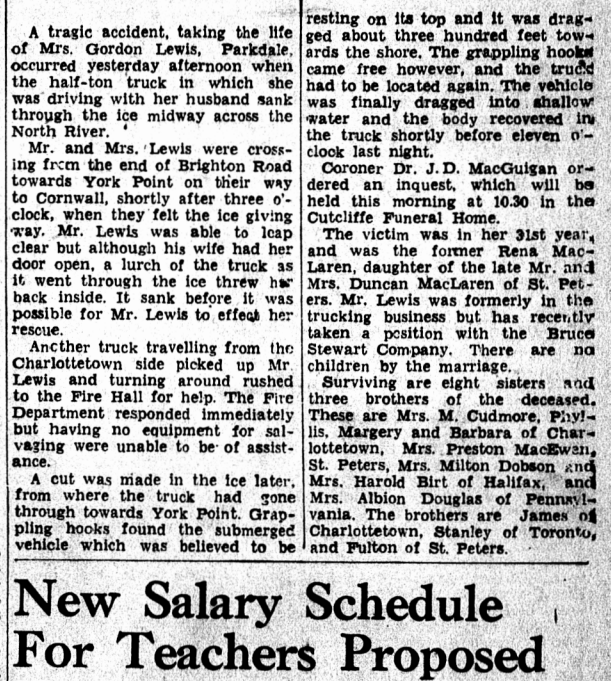 A tragic accident, taking the life
of Mrs. Gordon Lewis, Parkdale,
occurred yesterday afternoon when
the half-ton truck in which she
was driving with her husband sank
through the ice midway across the
North River.
Mr. and Mrs. Lewis were cross-
ing from the end of Brighton Road
towards York Point on their way
to Cornwall, shortly after three o'-
clock, when they felt the ice giving
way. Mr. Lewis was able to leap
clear but although his wife had her
door open, a lurch of the truck as
it went through the ice threw her
back inside. It sank before it was
possible for Mr. Lewis to effect her
rescue.
Another truck travelling from the
Charlottetown side picked up Mr.
Lewis and turning around rushed
to the Fire Hall for help. The Fire
Department responded immediately
but having no equipment for sal-
vaging were unable to be of assist-
ance.
A cut was made in the ice later,
from where the truck had gone
through towards York Point. Grap-
pling hooks found the submerged
vehicle which was believed to be
resting on its top and it was drag-
ged about three hundred feet tow-
ards the shore. The grappling hooks
came free however, and the truck
had to be located again. The vehicle
was finally dragged into shallow
water and the body recovered in
the truck shortly before eleven o'-
clock last night.
Coroner Dr. J.D. MacGuigan or-
dered an inquest, which will be
held this morning at 10.30 in the
Cutcliffe Funeral Home.
The victim was in her 31st year,
and was the former Rena Mac-
Laren, daughter of the late Mr. and
Mrs. Duncan MacLaren of St. Pet-
ers. Mr. Lewis was formerly in the
trucking business but has recently
taken a position with the Bruce
Stewart Company. There are no
children by the marriage.
Surviving are eight sisters and
three brothers of the deceased.
These are Mrs. M. Cudmore, Phyl-
lis, Margery and Barbara of Char-
lottetown, Mrs. Preston MacEwan,
St. Peters, Mrs. Milton Dobson and
Mrs. Harold Birt of Halifax, and
Mrs. Albion Douglas of Pennsyl-
vania. The brothers are James of
Charlottetown, Stanley of Toronto,
and Fulton of St. Peters.
New Salary Schedule
For Teachers Proposed